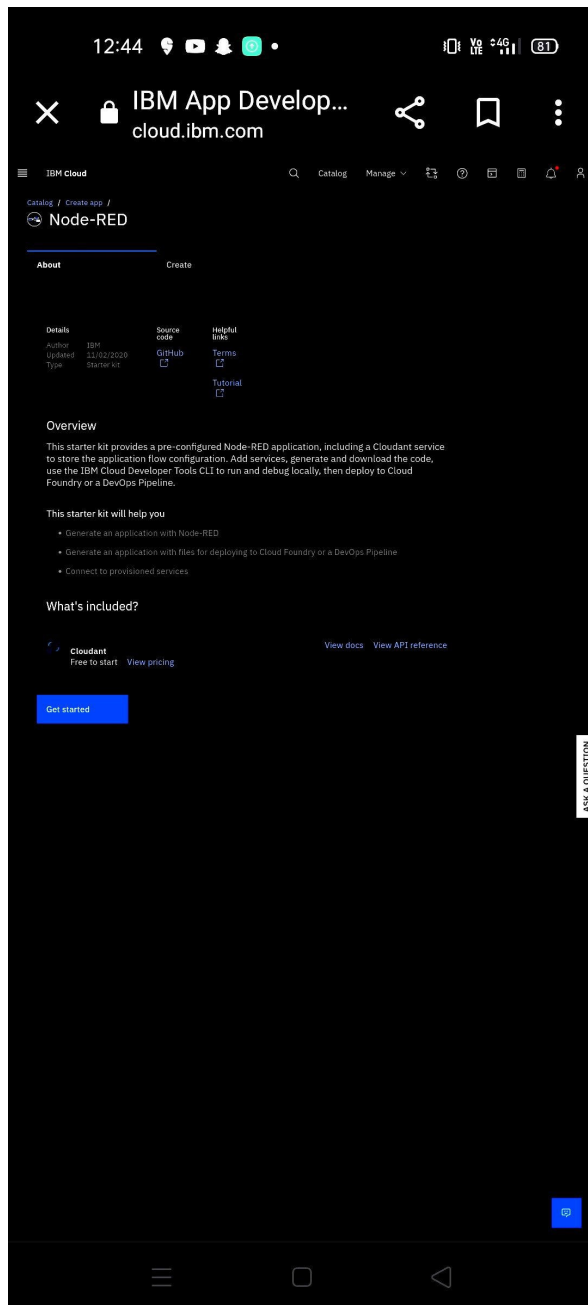 12:44
Vo LTE 4G 81
IBM App Develop...
cloud.ibm.com
IBM Cloud
Catalog
Manage
Catalog / Create app /
Node-RED
About
Create
Details
Author IBM
Updated 11/02/2020
Type Starter kit
Source
code
GitHub
Helpful
links
Terms
Tutorial
Overview
This starter kit provides a pre-configured Node-RED application, including a Cloudant service
to store the application flow configuration. Add services, generate and download the code,
use the IBM Cloud Developer Tools CLI to run and debug locally, then deploy to Cloud
Foundry or a DevOps Pipeline.
This starter kit will help you
• Generate an application with Node-RED
• Generate an application with files for deploying to Cloud Foundry or a DevOps Pipeline
• Connect to provisioned services
What's included?
Cloudant
Free to start View pricing
View docs View API reference
Get started
ASK A QUESTION